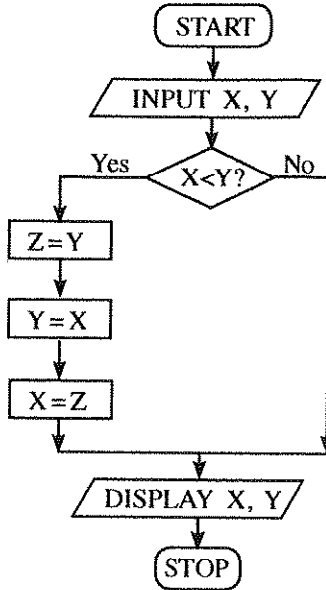 START
INPUT X, Y
X<Y?
Yes
No
Z=Y
Y=X
X=Z
DISPLAY X, Y
STOP